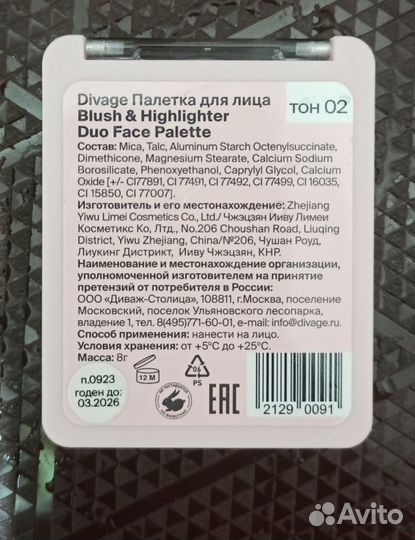 Divage Палетка для лица
Blush & Highlighter
Duo Face Palette
тон 02
Состав: Mica, Talc, Aluminum Starch Octenylsuccinate,
Dimethicone, Magnesium Stearate, Calcium Sodium
Borosilicate, Phenoxyethanol, Caprylyl Glycol, Calcium
Oxide [+/- CI77891, CI 77491, CI 77492, CI 77499, CI 16035,
CI 15850, CI 77007].
Изготовитель и его местонахождение: Zhejiang
Yiwu Limei Cosmetics Co., Ltd./ Чжэцзян Ииву Лимеи
Косметикс Ко, Лтд., No.206 Choushan Road, Liuqing
District, Yiwu Zhejiang, China/№206, Чушан Роуд,
Лиукинг Дистрикт, Ииву Чжэцзян, КНР.
Наименование и местонахождение организации,
уполномоченной изготовителем на принятие
претензий от потребителя в России:
ООО «Диваж-Столица», 108811, г.Москва, поселение
Московский, поселок Ульяновского лесопарка,
владение 1, тел. 8(495)771-60-01, e-mail: info@divage.ru.
Способ применения: нанести на лицо.
Условия хранения: от +5°C до +25°C.
Масса: 8г
п.0923
годен до:
03.2026
12 M
06
PS
EAC
2129 0091
Avito